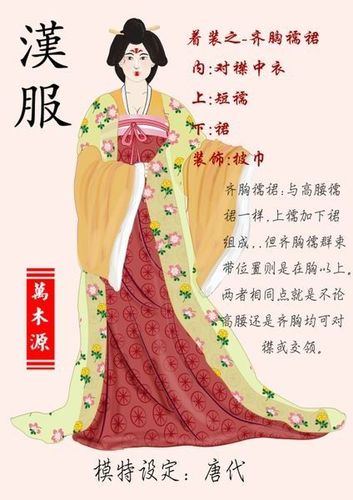 漢服
着装之-齐胸襦裙
内:对襟中衣
上:短襦
下:裙
装饰:披巾
齐胸襦裙:与高腰襦
裙一样,上襦加下裙
组成,.但齐胸襦群束
带位置则是在胸以上。
两者相同点就是不论
高腰还是齐胸均可对
襟或交领。
萬木源
模特设定：唐代